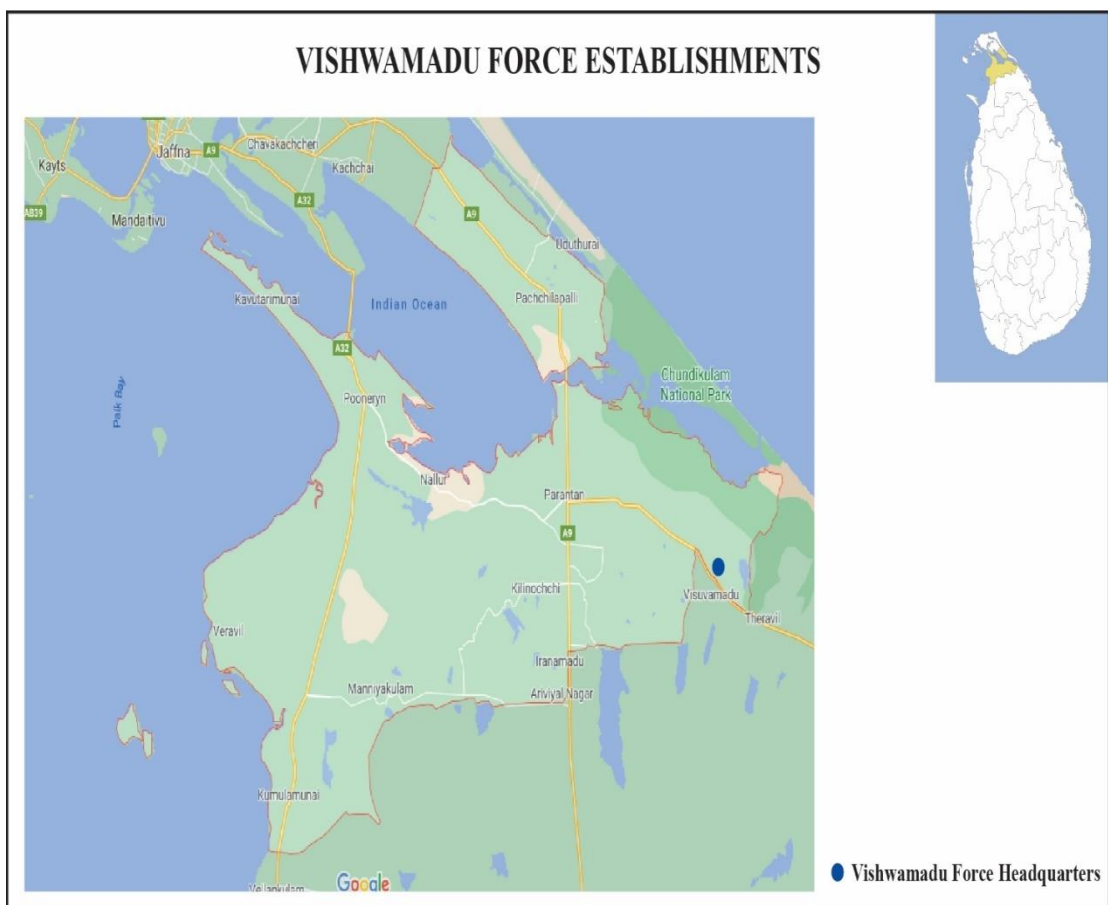 VISHWAMADU FORCE ESTABLISHMENTS
Chavakachcheri
Jaffna
A9
Kachchai
Kayts
A32
AB39
Mandaitivu
A9
Uduthurai
Kavutarimunai
Indian Ocean
Pachchilapalli
A32
Chundikulam
National Park
Palk Bay
Pooneryn
Nallur
Parantan
A9
Kilinochchi
Visuvamadu
Theravil
Veravil
Iranamadu
Manniyakulam
Ariviyal Nagar
Kumulamunai
Vellankulam
Google
Vishwamadu Force Headquarters